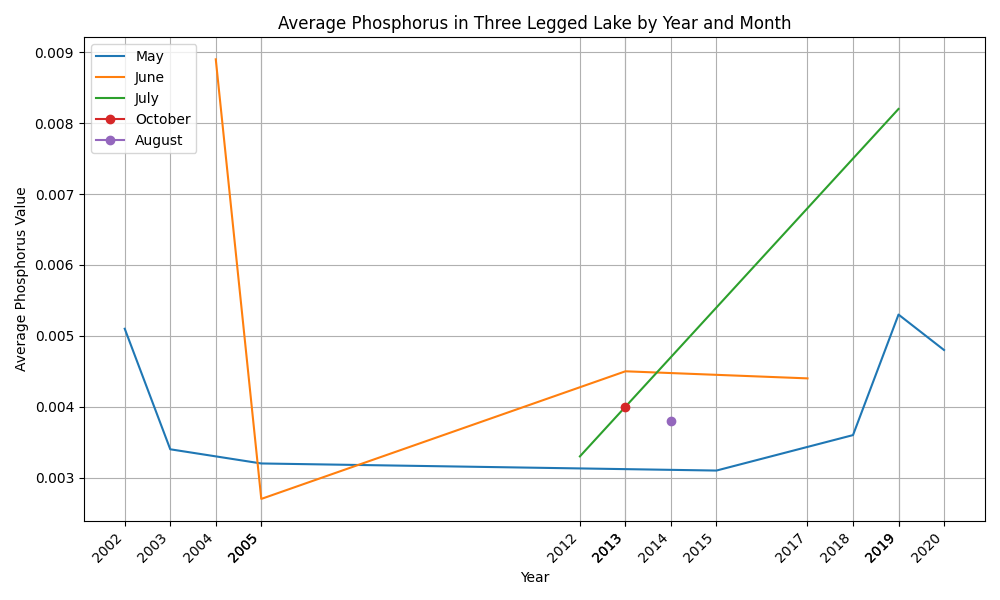 Average Phosphorus in Three Legged Lake by Year and Month
May
June
July
October
August
Average Phosphorus Value
0.009
0.008
0.007
0.006
0.005
0.004
0.003
2002
2003
2004
2005
2012
2013
2014
2015
2017
2018
2019
2020
Year